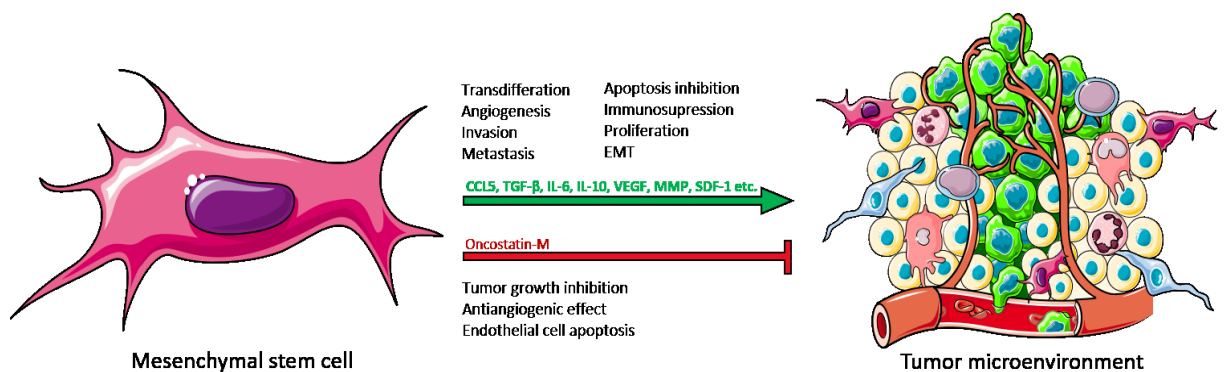 Transdifferation
Angiogenesis
Invasion
Metastasis
Apoptosis inhibition
Immunosupression
Proliferation
EMT
CCL5, TGF-β, IL-6, IL-10, VEGF, MMP, SDF-1 etc.
Oncostatin-M
Tumor growth inhibition
Antiangiogenic effect
Endothelial cell apoptosis
Mesenchymal stem cell
Tumor microenvironment